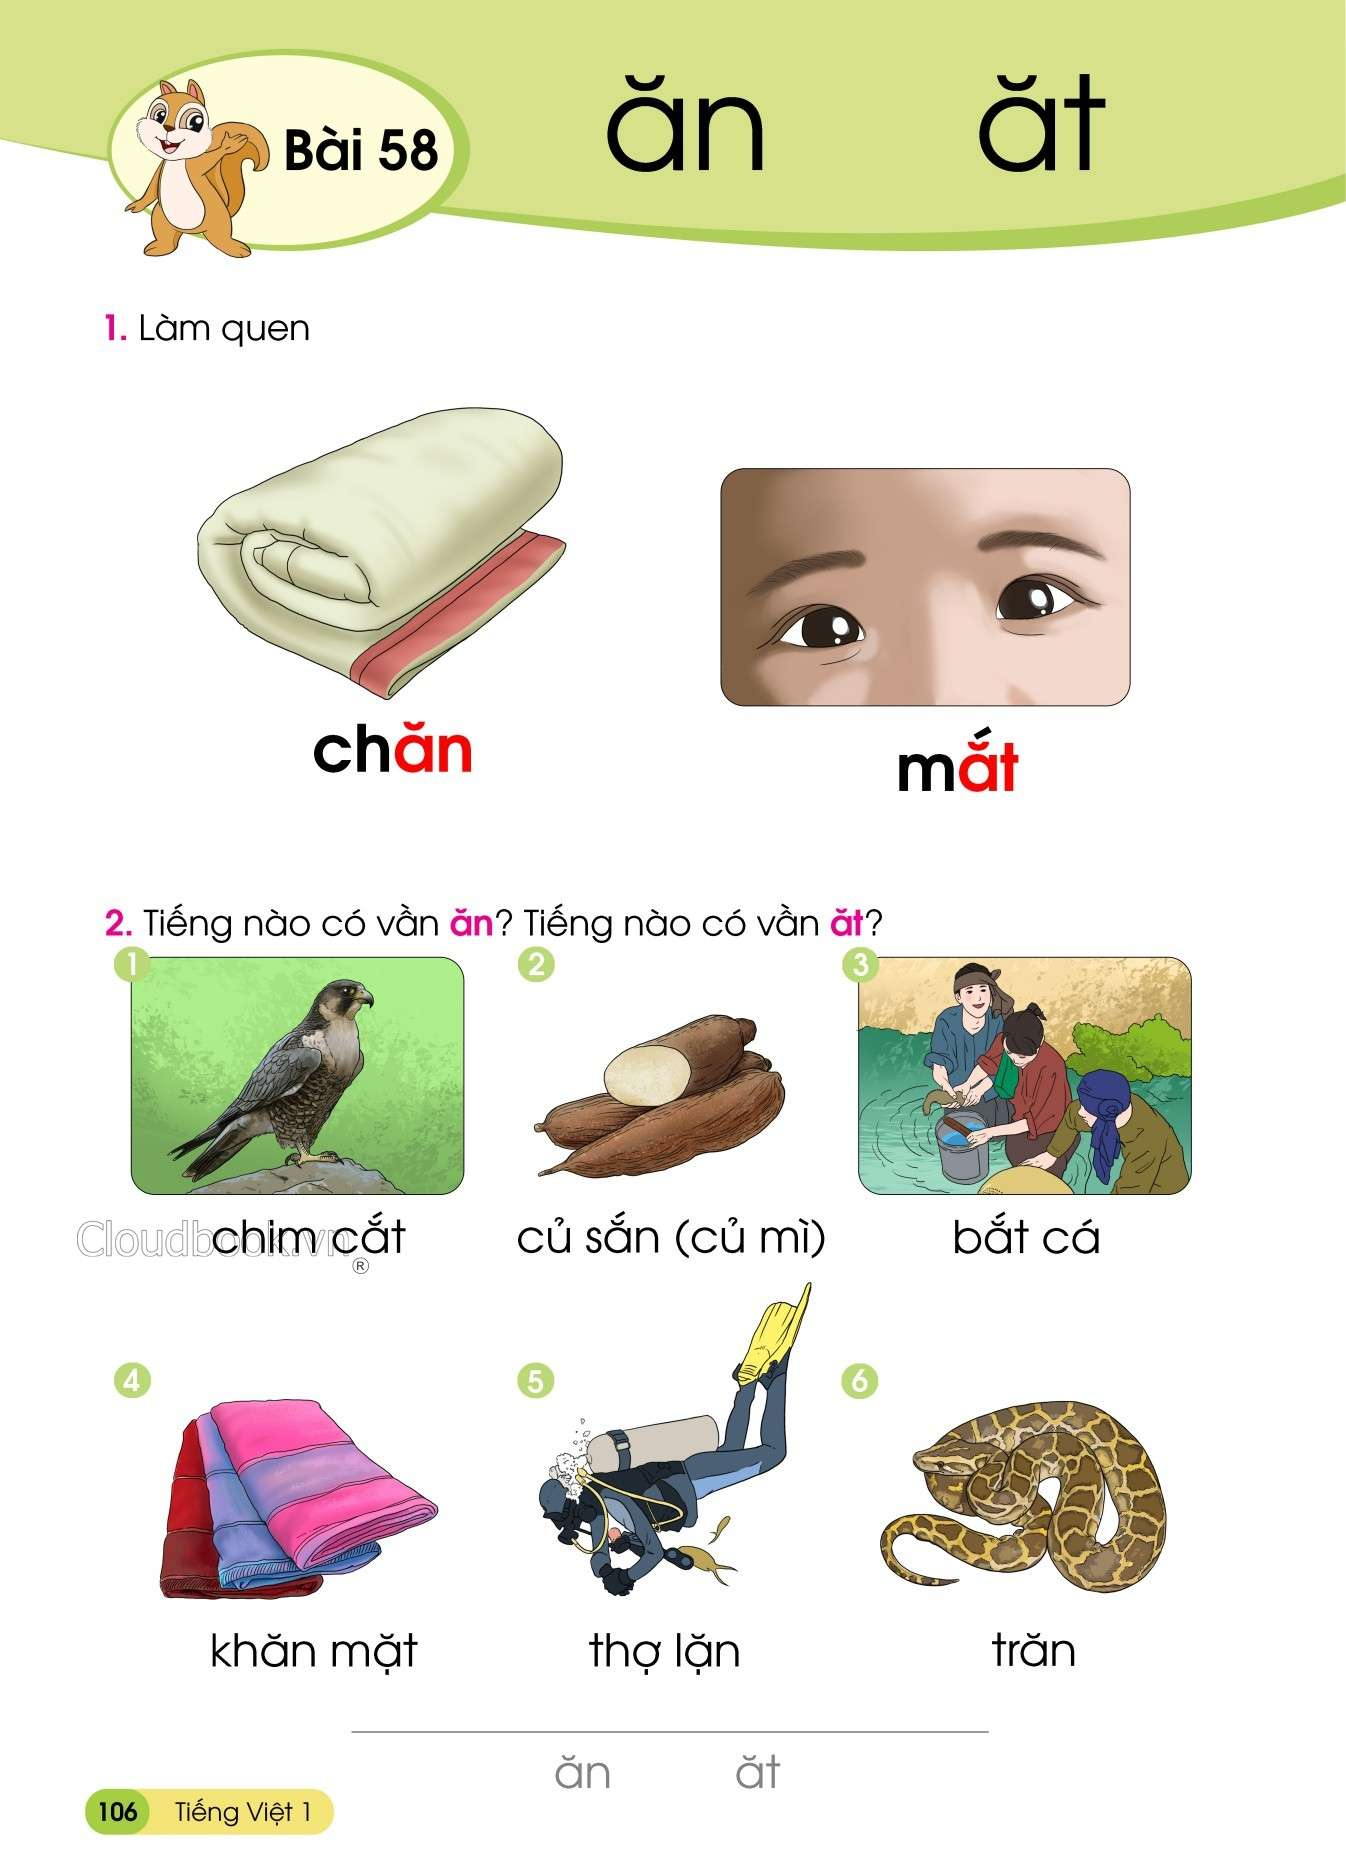 Bài 58
ăn ăt
1. Làm quen
chăn
mắt
2. Tiếng nào có vần ăn? Tiếng nào có vần ăt?
1
2
3
chim cắt
củ sắn (củ mì)
bắt cá
Cloudbook.vn
®
4
5
6
khăn mặt
thợ lặn
trăn
ăn ăt
106 Tiếng Việt 1